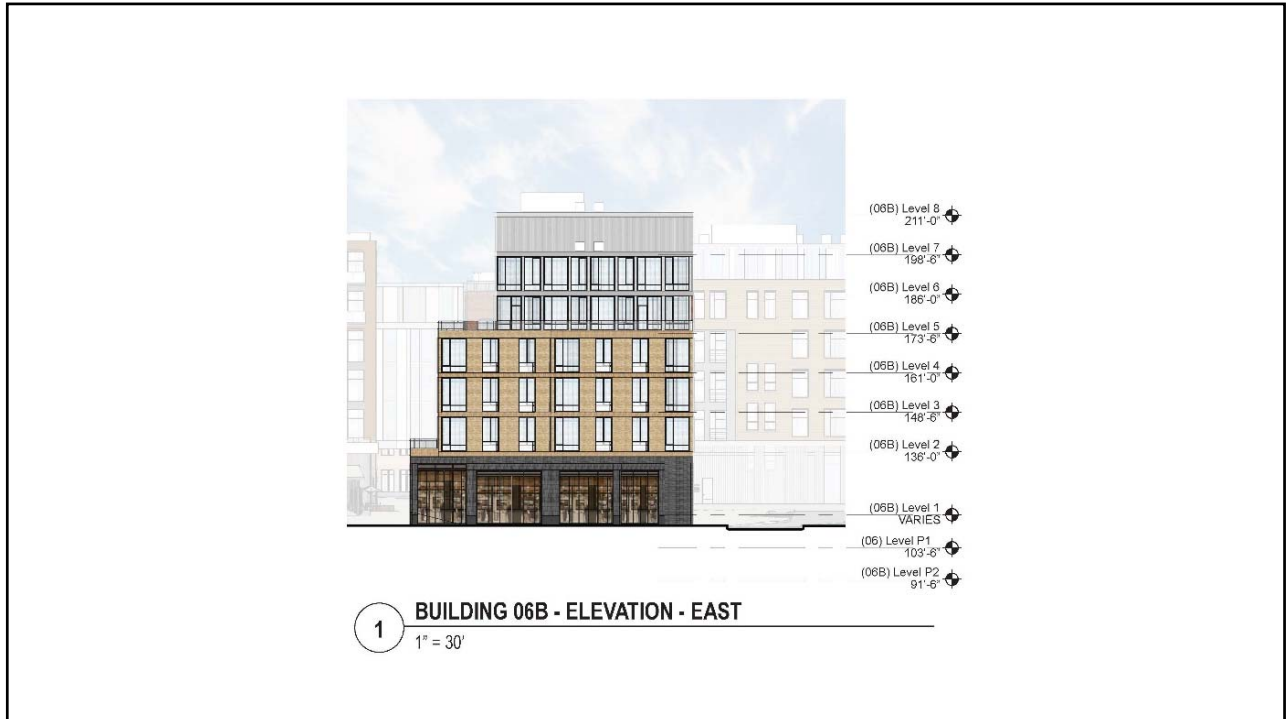 (06B) Level 8
211'-0"
(06B) Level 7
198'-6"
(06B) Level 6
186'-0"
(06B) Level 5
173'-6"
(06B) Level 4
161'-0"
(06B) Level 3
148'-6"
(06B) Level 2
136'-0"
(06B) Level 1
VARIES
(06) Level P1
103'-6"
(06B) Level P2
91'-6"
1
BUILDING 06B - ELEVATION - EAST
1" = 30'